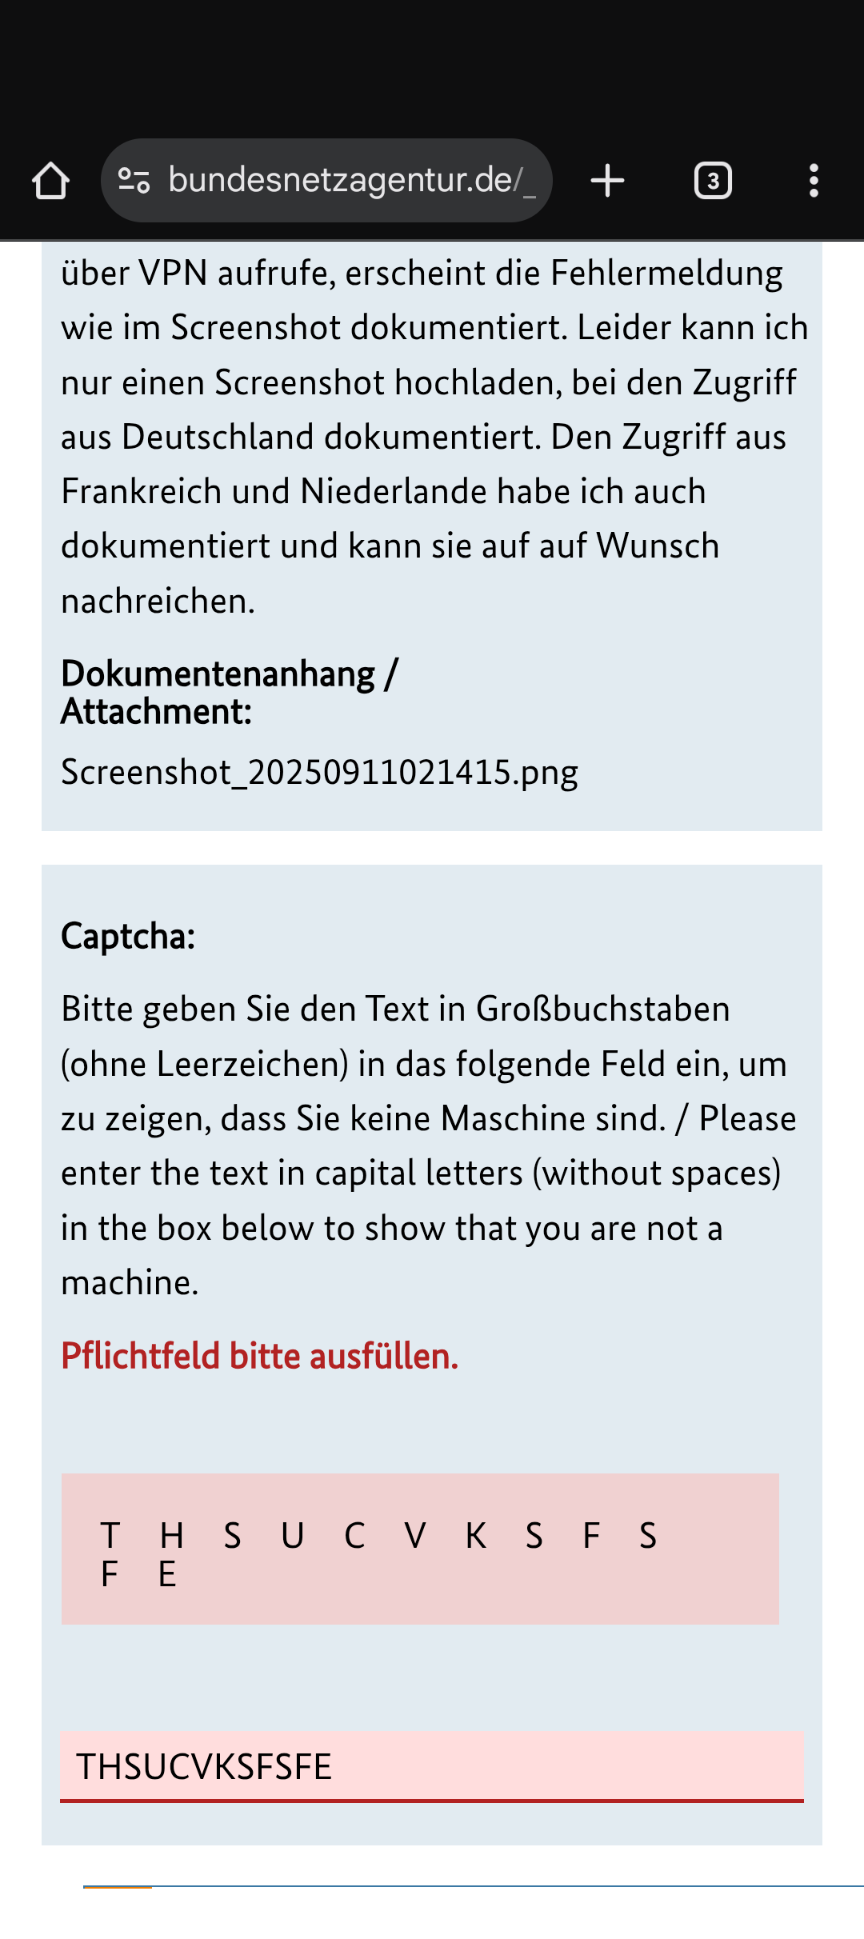 bundesnetzagentur.de/_
3
über VPN aufrufe, erscheint die Fehlermeldung
wie im Screenshot dokumentiert. Leider kann ich
nur einen Screenshot hochladen, bei den Zugriff
aus Deutschland dokumentiert. Den Zugriff aus
Frankreich und Niederlande habe ich auch
dokumentiert und kann sie auf auf Wunsch
nachreichen.
Dokumentenanhang /
Attachment:
Screenshot_20250911021415.png
Captcha:
Bitte geben Sie den Text in Großbuchstaben
(ohne Leerzeichen) in das folgende Feld ein, um
zu zeigen, dass Sie keine Maschine sind. / Please
enter the text in capital letters (without spaces)
in the box below to show that you are not a
machine.
Pflichtfeld bitte ausfüllen.
T H S U C V K S F S
F E
THSUCVKSFSFE